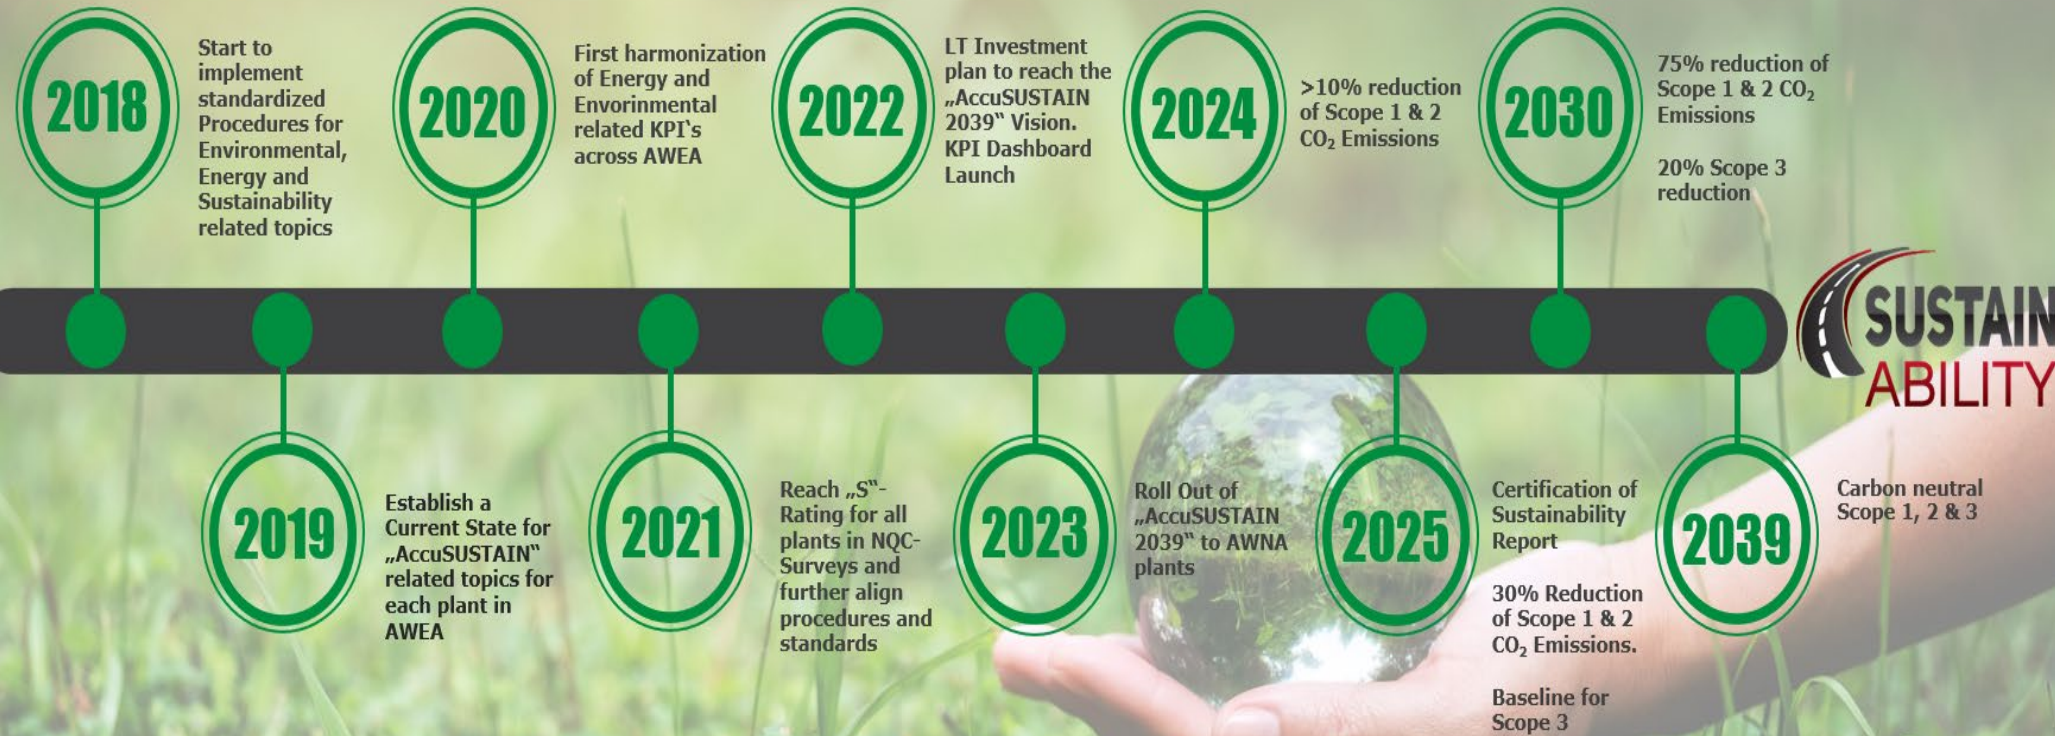 2018
Start to
implement
standardized
Procedures for
Environmental,
Energy and
Sustainability
related topics
2019
Establish a
Current State for
„AccuSUSTAIN“
related topics for
each plant in
AWEA
2020
First harmonization
of Energy and
Envorinmental
related KPI‘s
across AWEA
2021
Reach „S“-
Rating for all
plants in NQC-
Surveys and
further align
procedures and
standards
2022
LT Investment
plan to reach the
„AccuSUSTAIN
2039“ Vision.
KPI Dashboard
Launch
2023
Roll Out of
„AccuSUSTAIN
2039“ to AWNA
plants
2024
>10% reduction
of Scope 1 & 2
CO₂ Emissions
2025
Certification of
Sustainability
Report
30% Reduction
of Scope 1 & 2
CO₂ Emissions.
Baseline for
Scope 3
2030
75% reduction of
Scope 1 & 2 CO₂
Emissions
20% Scope 3
reduction
2039
Carbon neutral
Scope 1, 2 & 3
SUSTAIN
ABILITY